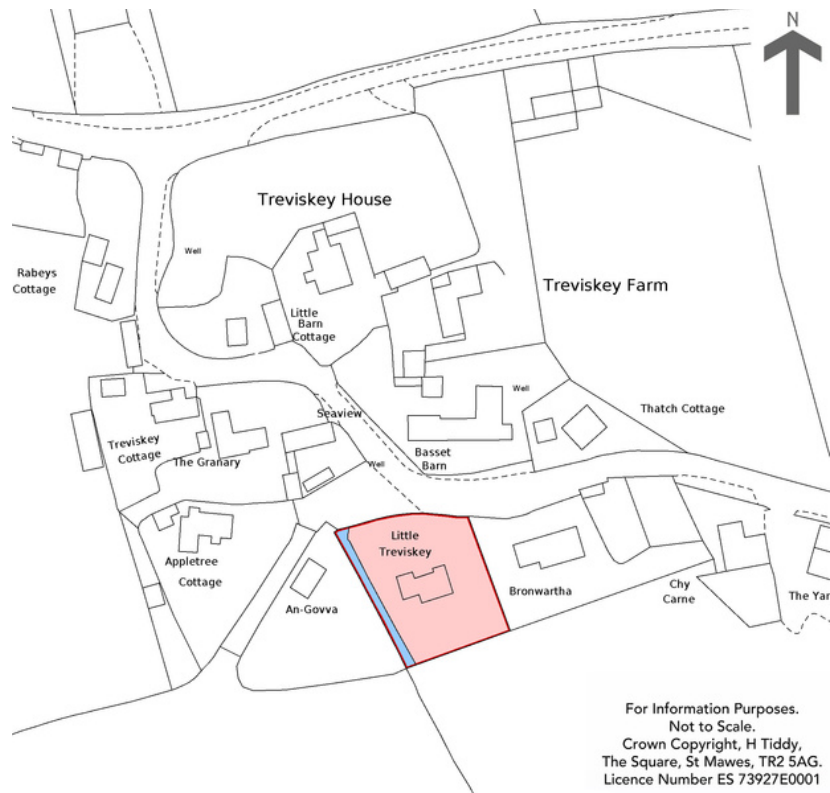 N
Treviskey House
Well
Rabeys
Cottage
Treviskey Farm
Little
Barn
Cottage
Well
Thatch Cottage
Seaview
Treviskey
Cottage
The Granary
Basset
Barn
Well
Little
Treviskey
Appletree
Cottage
An-Govva
Bronwartha
Chy
Carne
The Yar
For Information Purposes.
Not to Scale.
Crown Copyright, H Tiddy,
The Square, St Mawes, TR2 5AG.
Licence Number ES 73927E0001